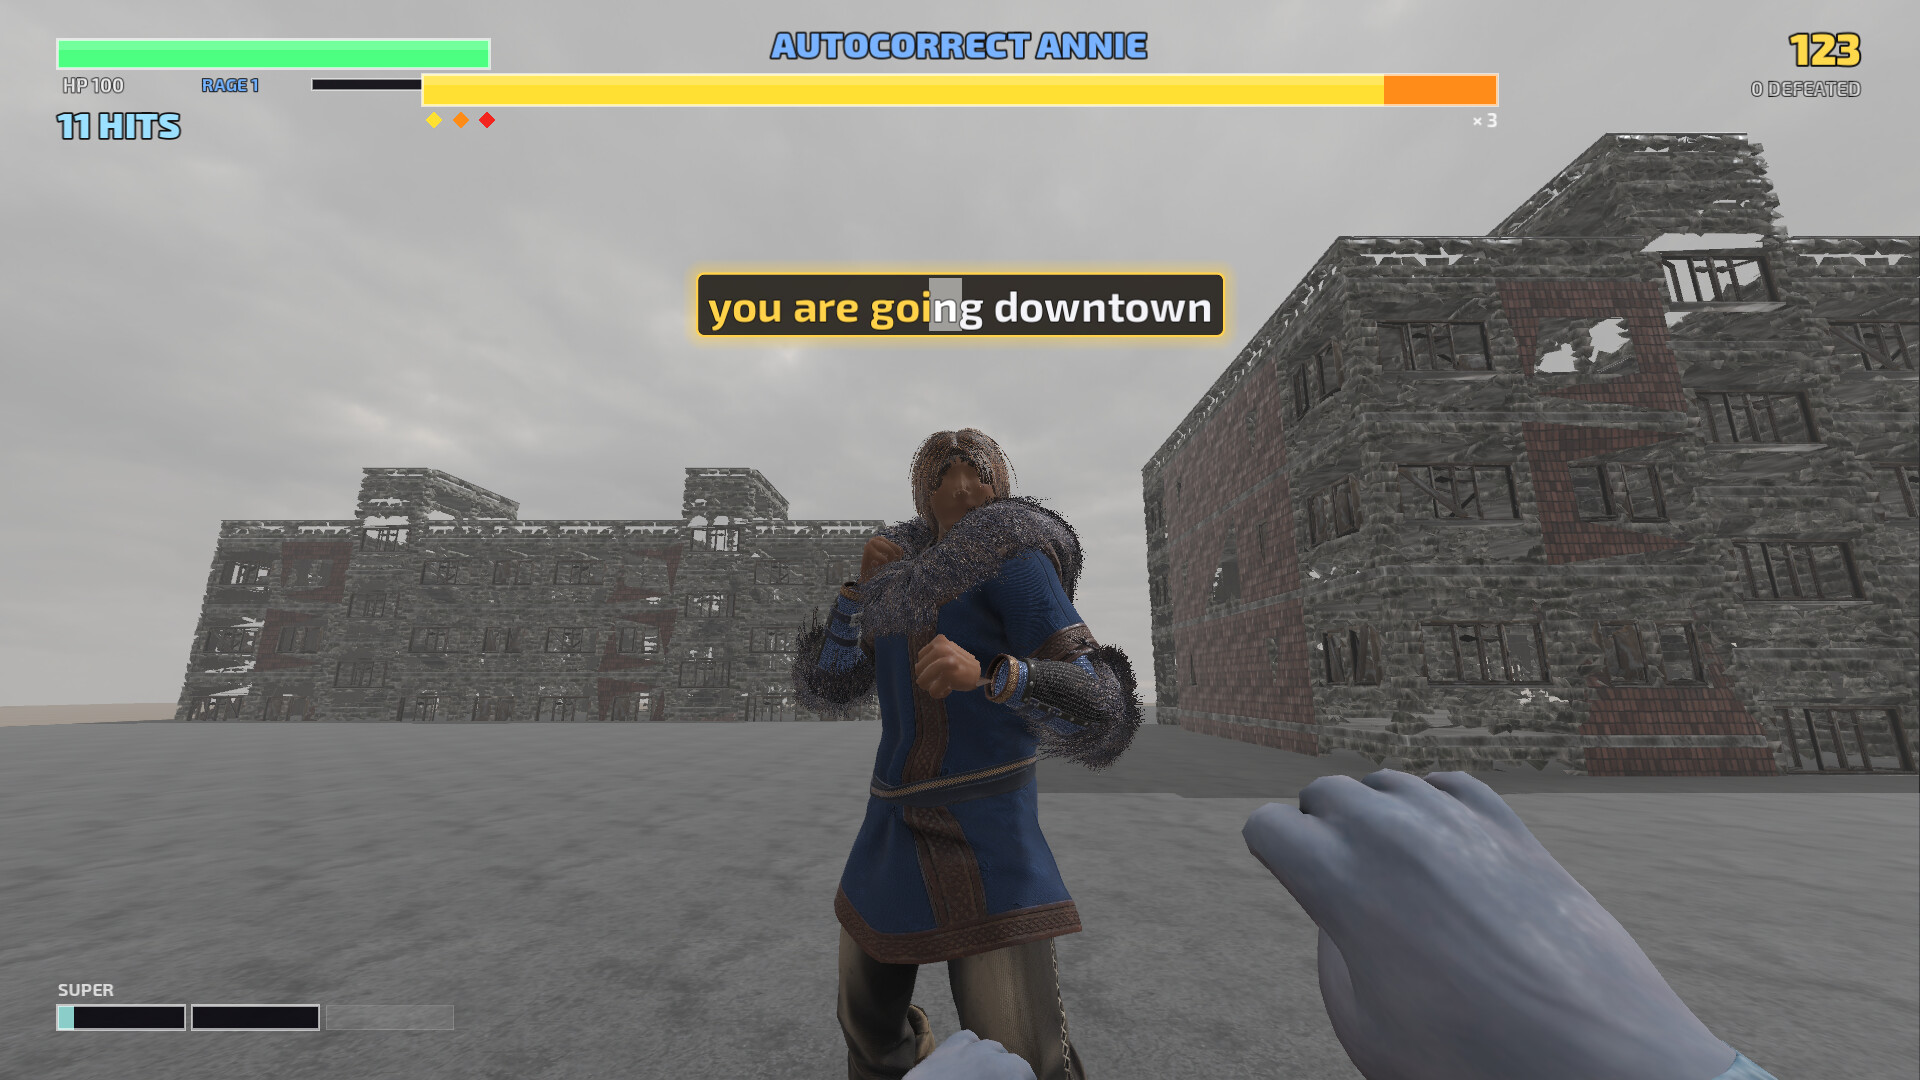 AUTOCORRECT ANNIE
123
HP 100
RAGE 1
0 DEFEATED
11 HITS
× 3
you are going downtown
SUPER